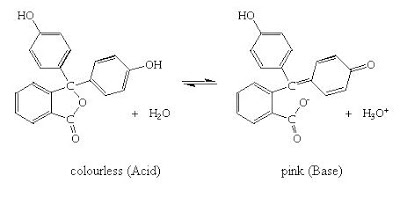 HO
HO
OH
O
C
C
O
C
O
+ H₂O
O⁻
+ H₃O⁺
C
O
colourless (Acid)
pink (Base)